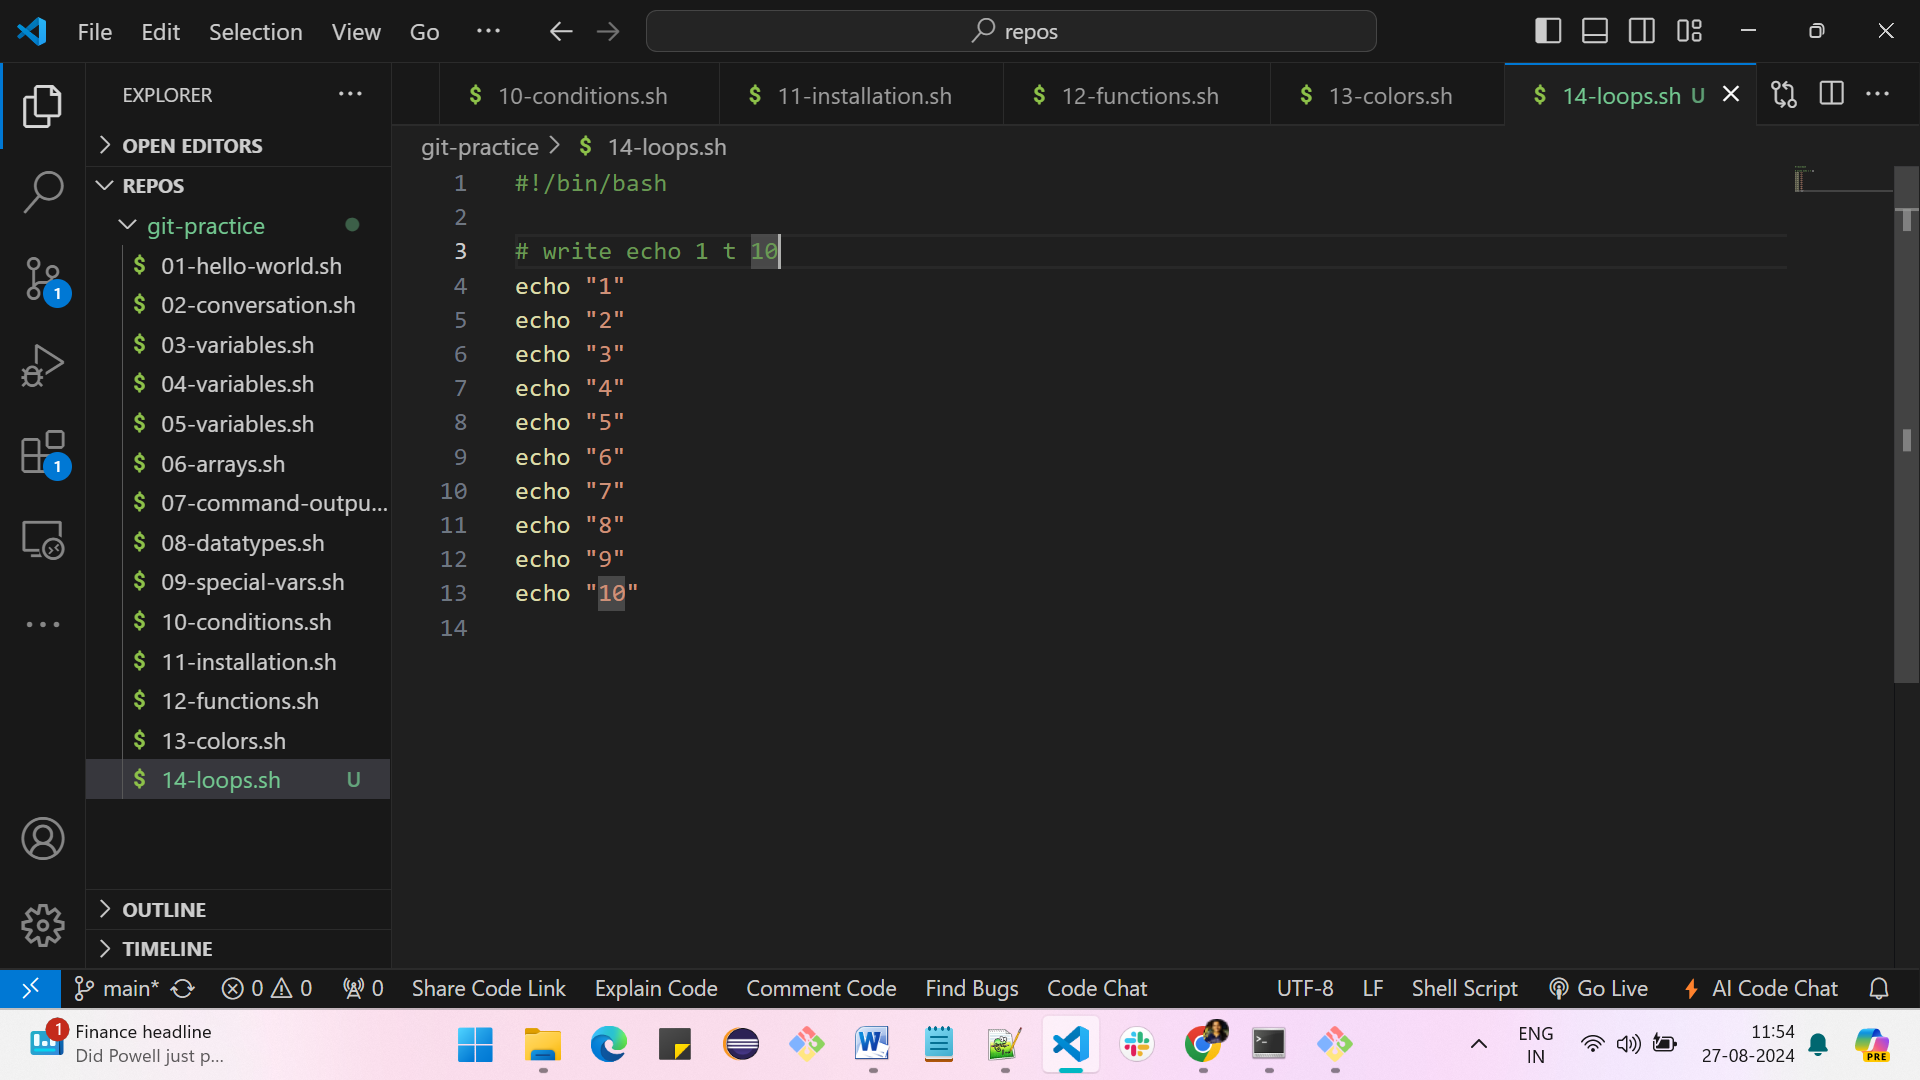 File Edit Selection View Go ··· repos
EXPLORER ···
10-conditions.sh 11-installation.sh 12-functions.sh 13-colors.sh 14-loops.sh U
OPEN EDITORS
REPOS
git-practice
$ 01-hello-world.sh
$ 02-conversation.sh
$ 03-variables.sh
$ 04-variables.sh
$ 05-variables.sh
$ 06-arrays.sh
$ 07-command-outpu...
$ 08-datatypes.sh
$ 09-special-vars.sh
$ 10-conditions.sh
$ 11-installation.sh
$ 12-functions.sh
$ 13-colors.sh
$ 14-loops.sh U
OUTLINE
TIMELINE
1
1
git-practice > $ 14-loops.sh
1 #!/bin/bash
2
3 # write echo 1 t 10
4 echo "1"
5 echo "2"
6 echo "3"
7 echo "4"
8 echo "5"
9 echo "6"
10 echo "7"
11 echo "8"
12 echo "9"
13 echo "10"
14
main* 0 0 0 Share Code Link Explain Code Comment Code Find Bugs Code Chat UTF-8 LF Shell Script Go Live AI Code Chat
1 Finance headline
Did Powell just p...
W
PRE
ENG
IN
11:54
27-08-2024